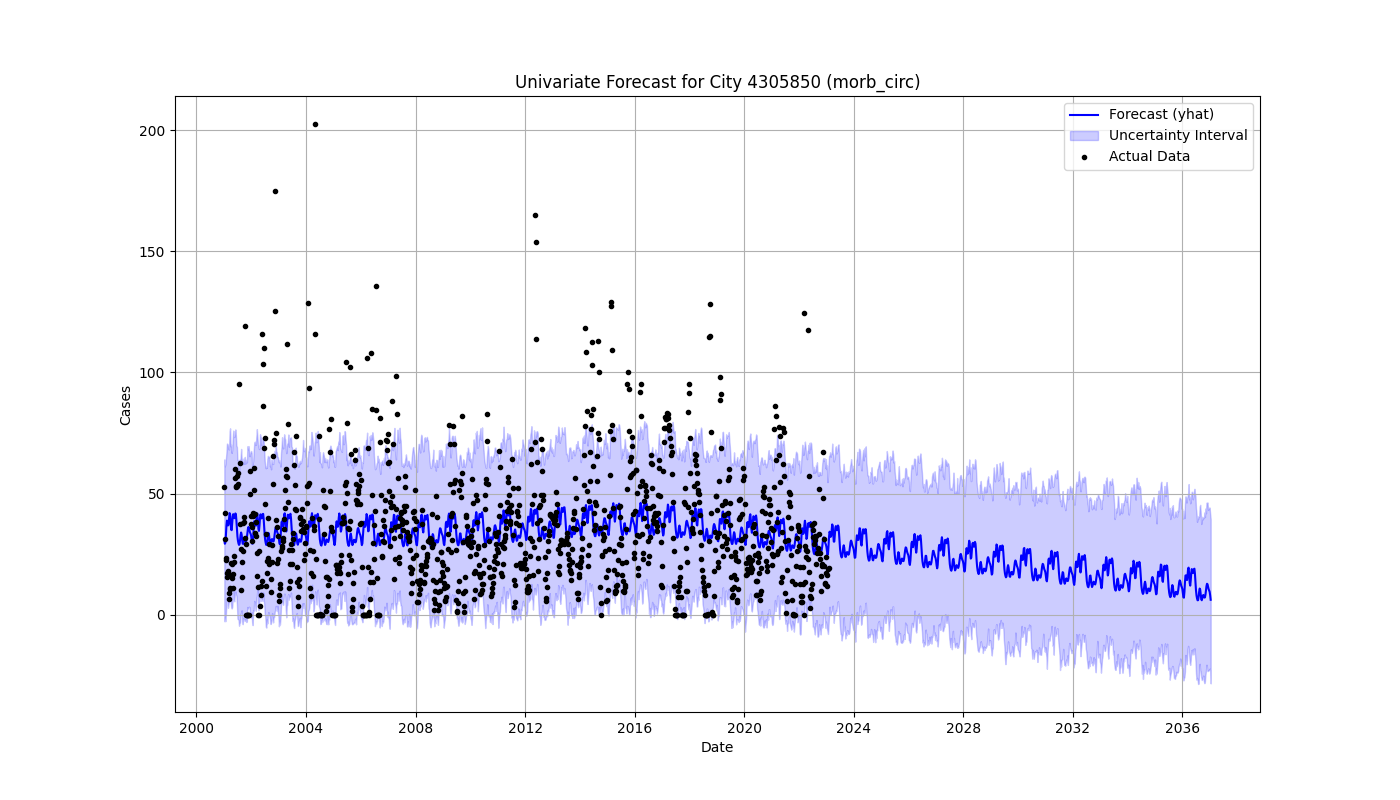 Univariate Forecast for City 4305850 (morb_circ)
Forecast (yhat)
Uncertainty Interval
Actual Data
200
150
100
50
0
Cases
2000 2004 2008 2012 2016 2020 2024 2028 2032 2036
Date